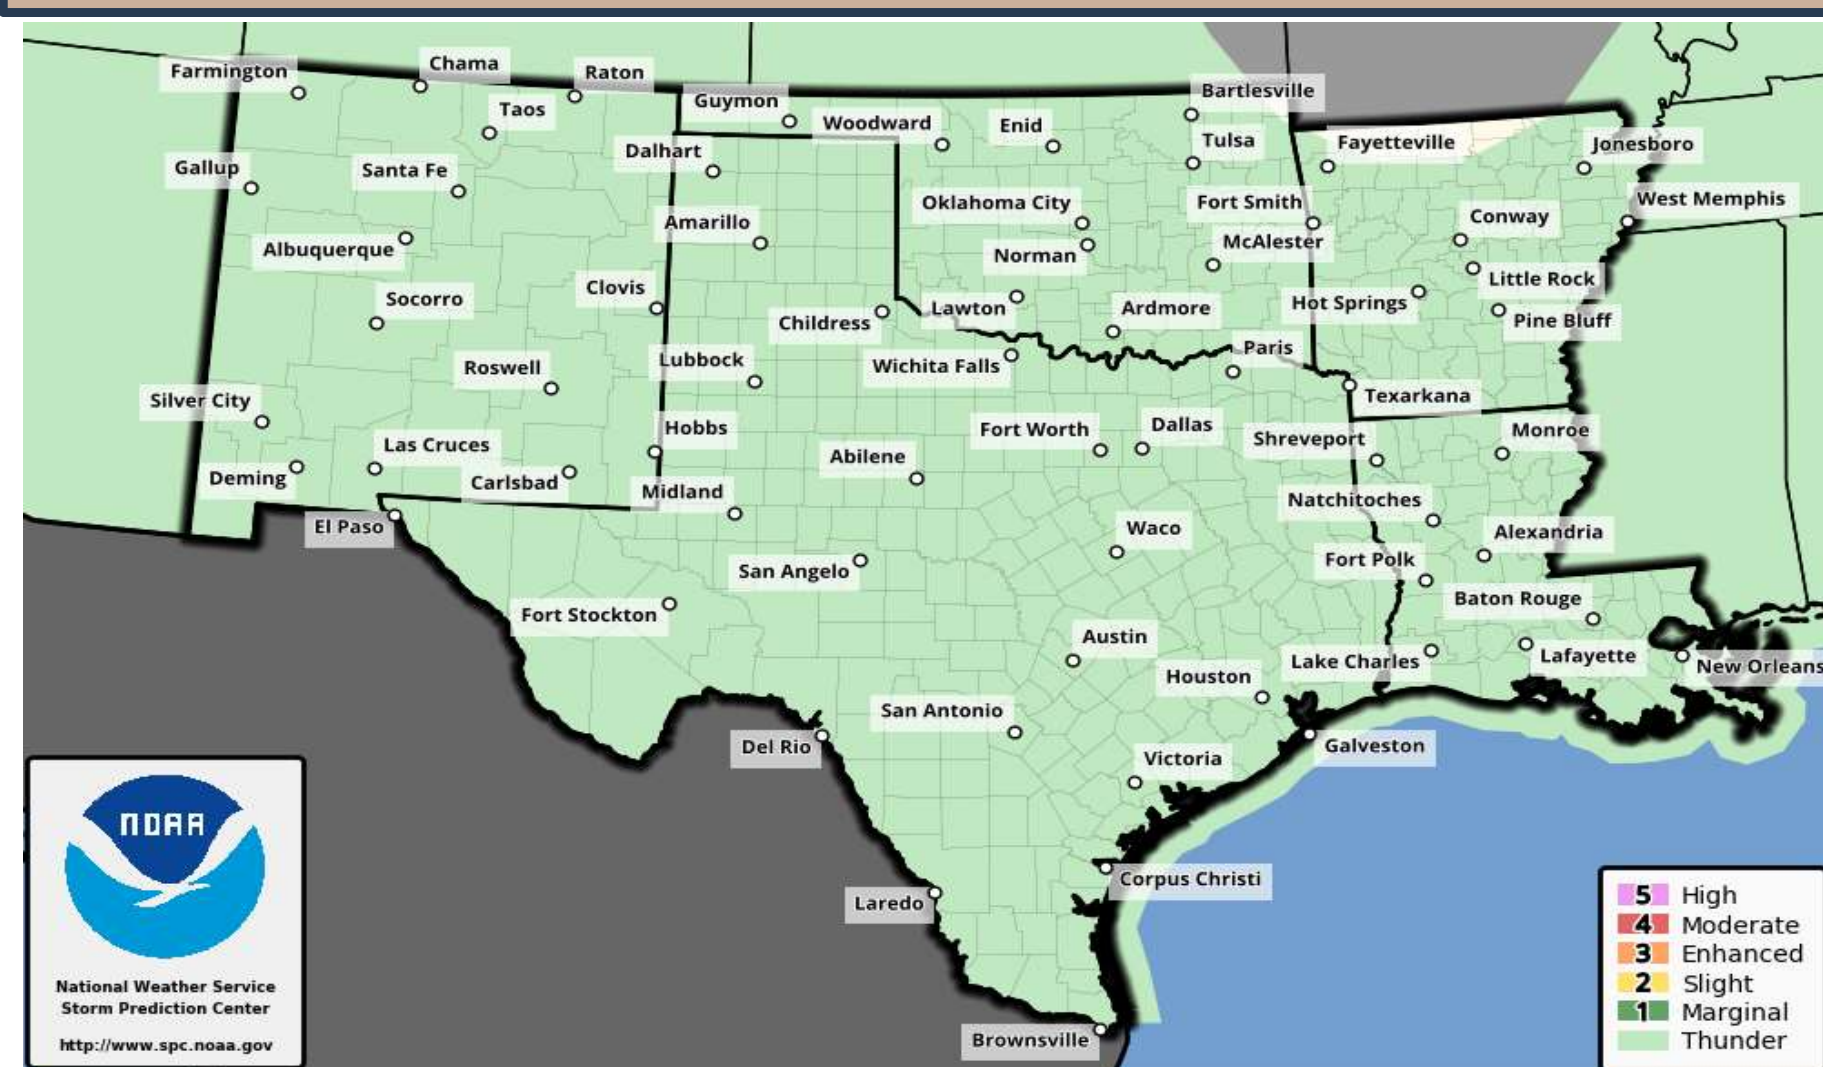 Farmington
Chama
Raton
Taos
Guymon
Woodward
Enid
Bartlesville
Tulsa
Fayetteville
Jonesboro
Gallup
Santa Fe
Dalhart
Amarillo
Oklahoma City
Fort Smith
Conway
West Memphis
Albuquerque
Norman
McAlester
Little Rock
Socorro
Clovis
Childress
Lawton
Ardmore
Hot Springs
Pine Bluff
Roswell
Lubbock
Wichita Falls
Paris
Silver City
Texarkana
Hobbs
Las Cruces
Fort Worth
Dallas
Shreveport
Monroe
Deming
Carlsbad
Midland
Abilene
Natchitoches
El Paso
San Angelo
Waco
Alexandria
Fort Polk
Fort Stockton
Baton Rouge
Austin
Houston
Lake Charles
Lafayette
New Orleans
San Antonio
Del Rio
Victoria
Galveston
Laredo
Corpus Christi
Brownsville
NOAA
National Weather Service
Storm Prediction Center
http://www.spc.noaa.gov
5 High
4 Moderate
3 Enhanced
2 Slight
1 Marginal
Thunder